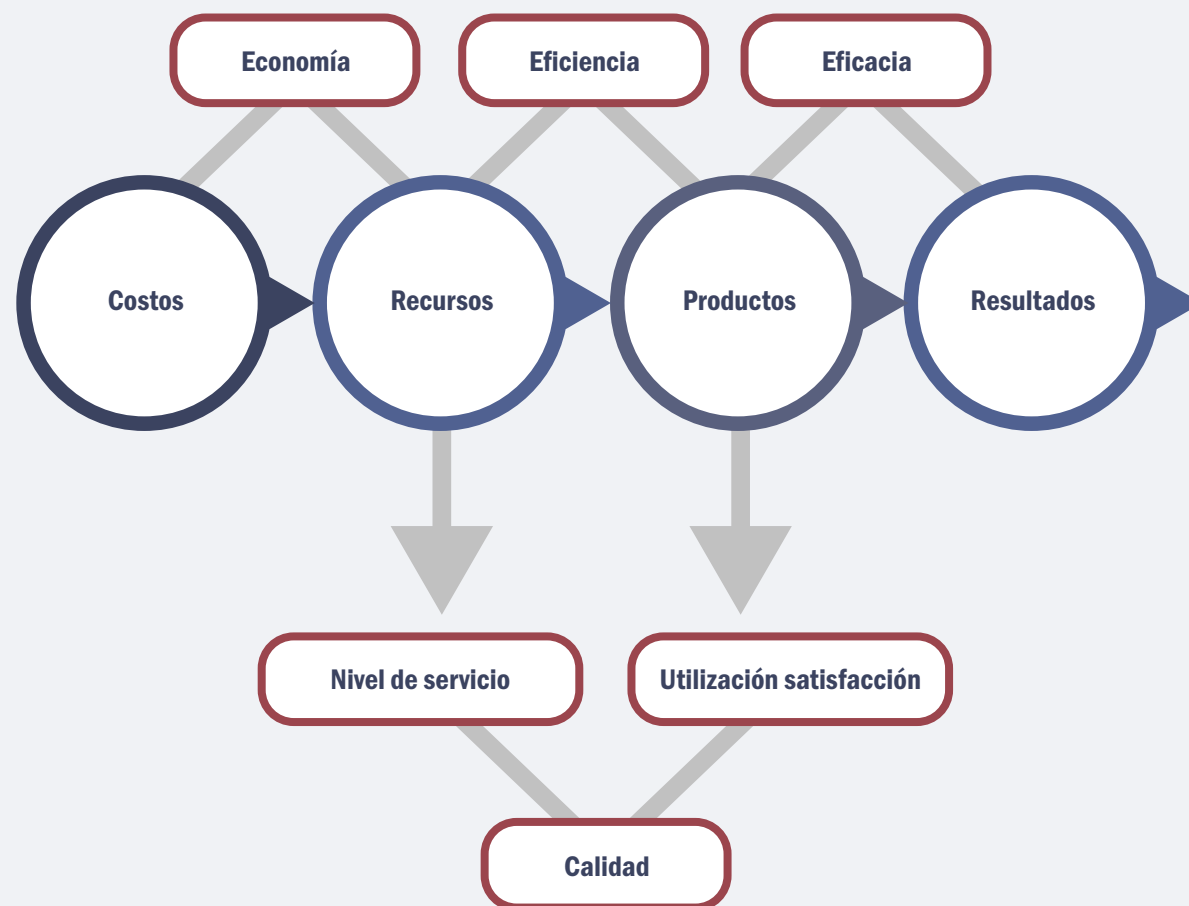 Economía
Eficiencia
Eficacia
Costos
Recursos
Productos
Resultados
Nivel de servicio
Utilización satisfacción
Calidad